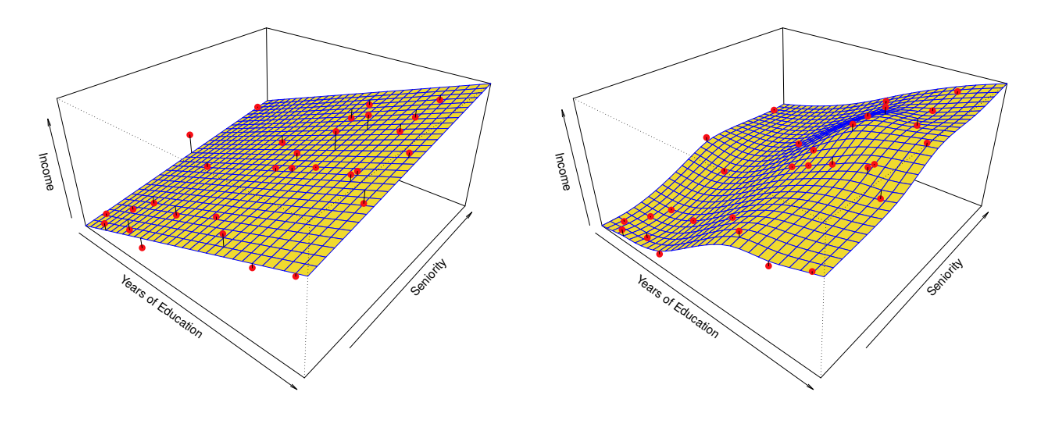 Income
Years of Education
Seniority
Income
Years of Education
Seniority